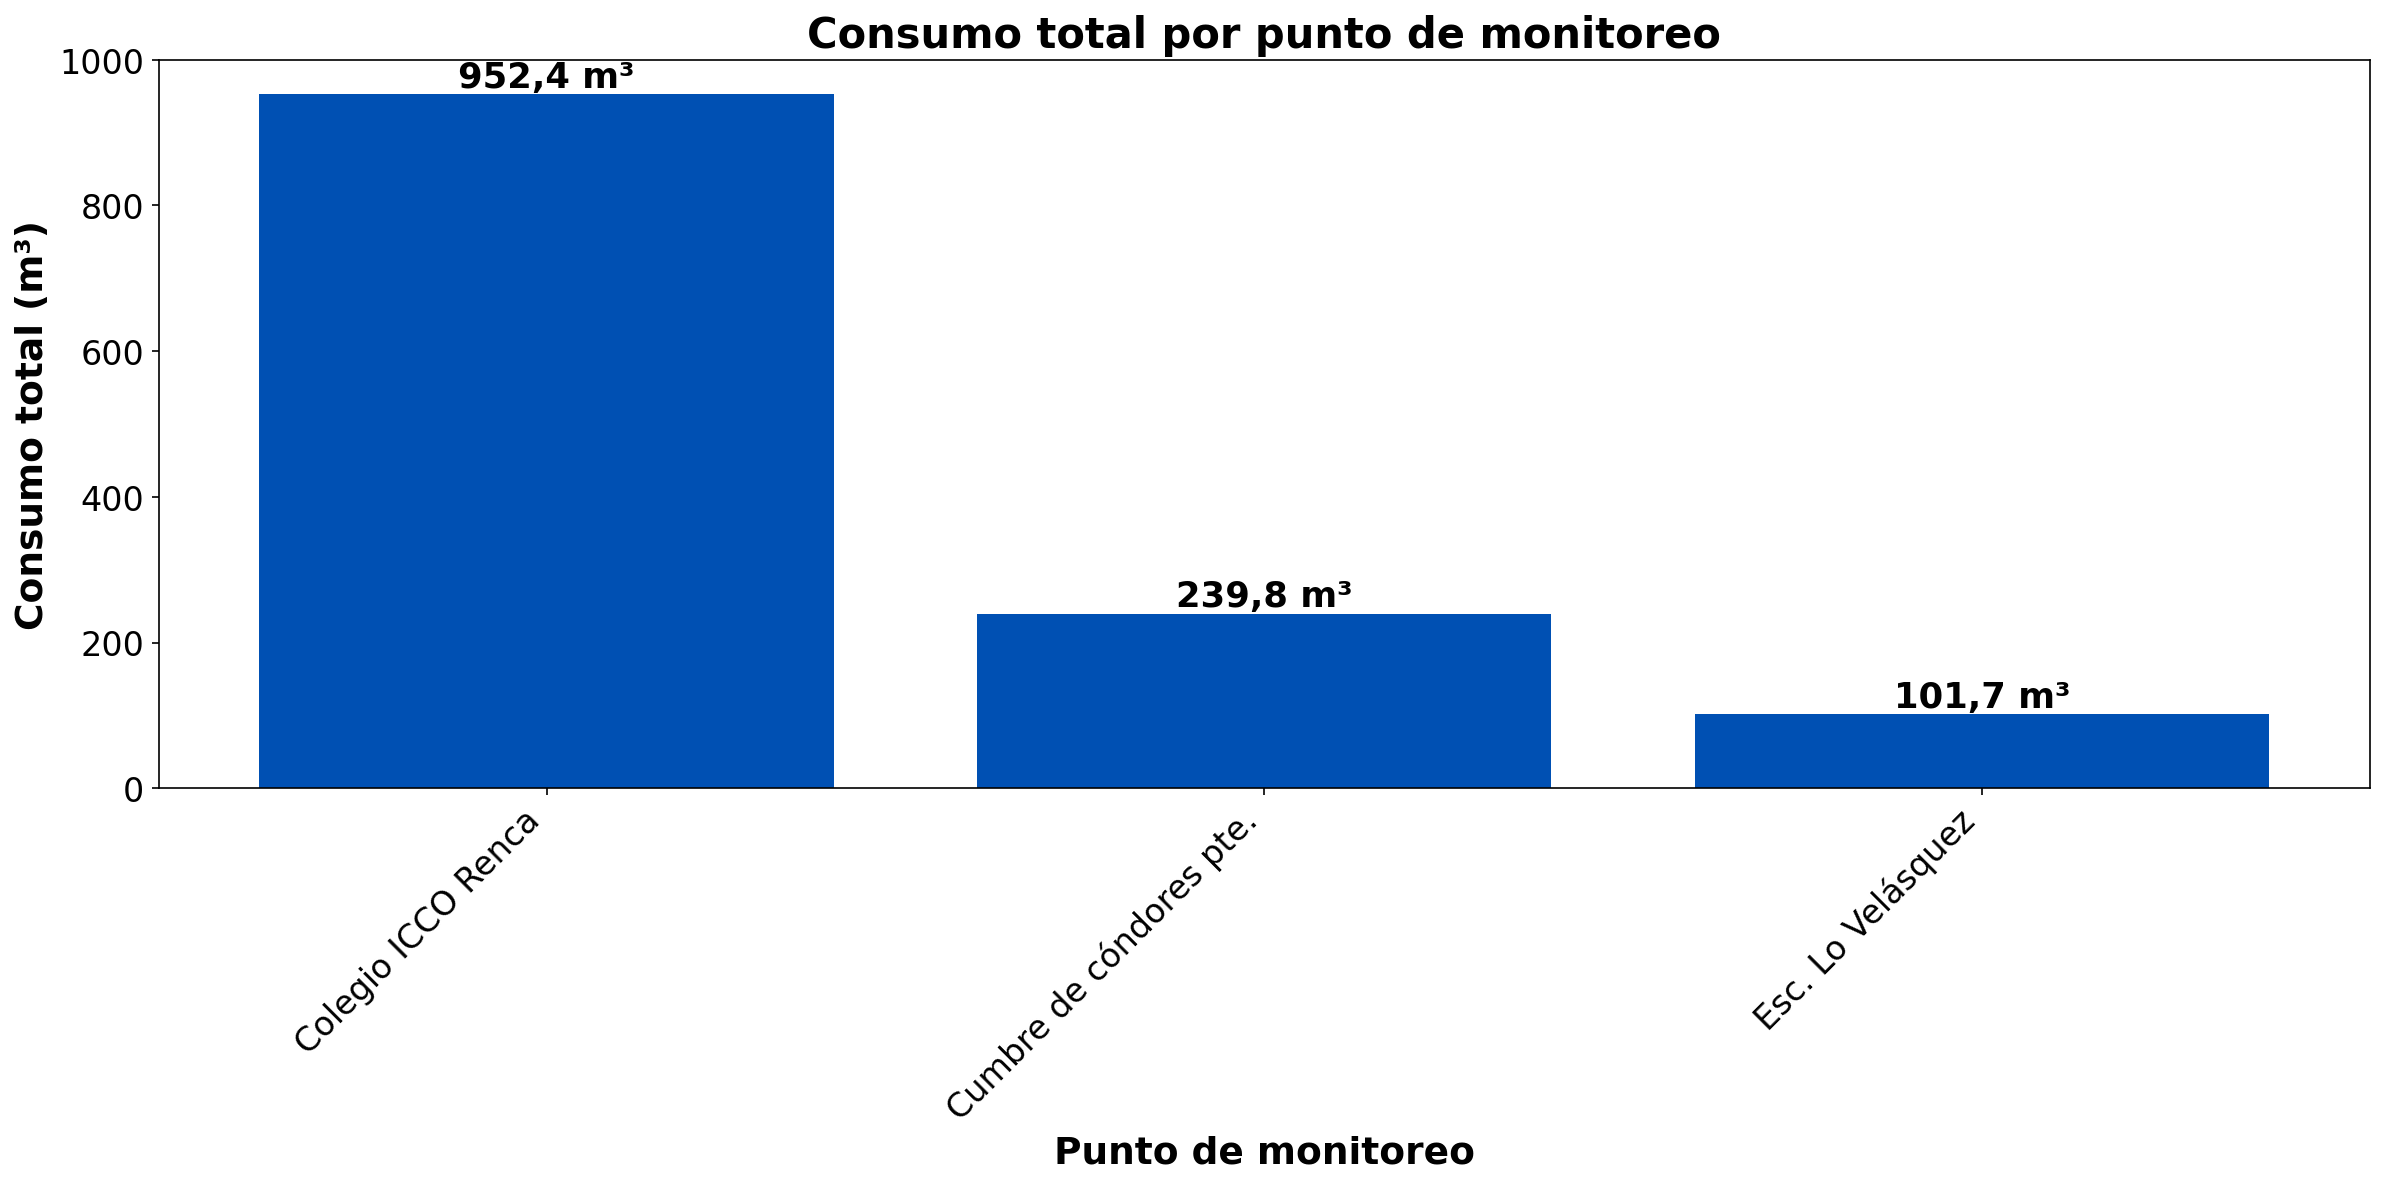 Consumo total por punto de monitoreo
Consumo total (m³)
1000
800
600
400
200
0
952,4 m³
239,8 m³
101,7 m³
Colegio ICCO Renca
Cumbre de cóndores pte.
Esc. Lo Velásquez
Punto de monitoreo